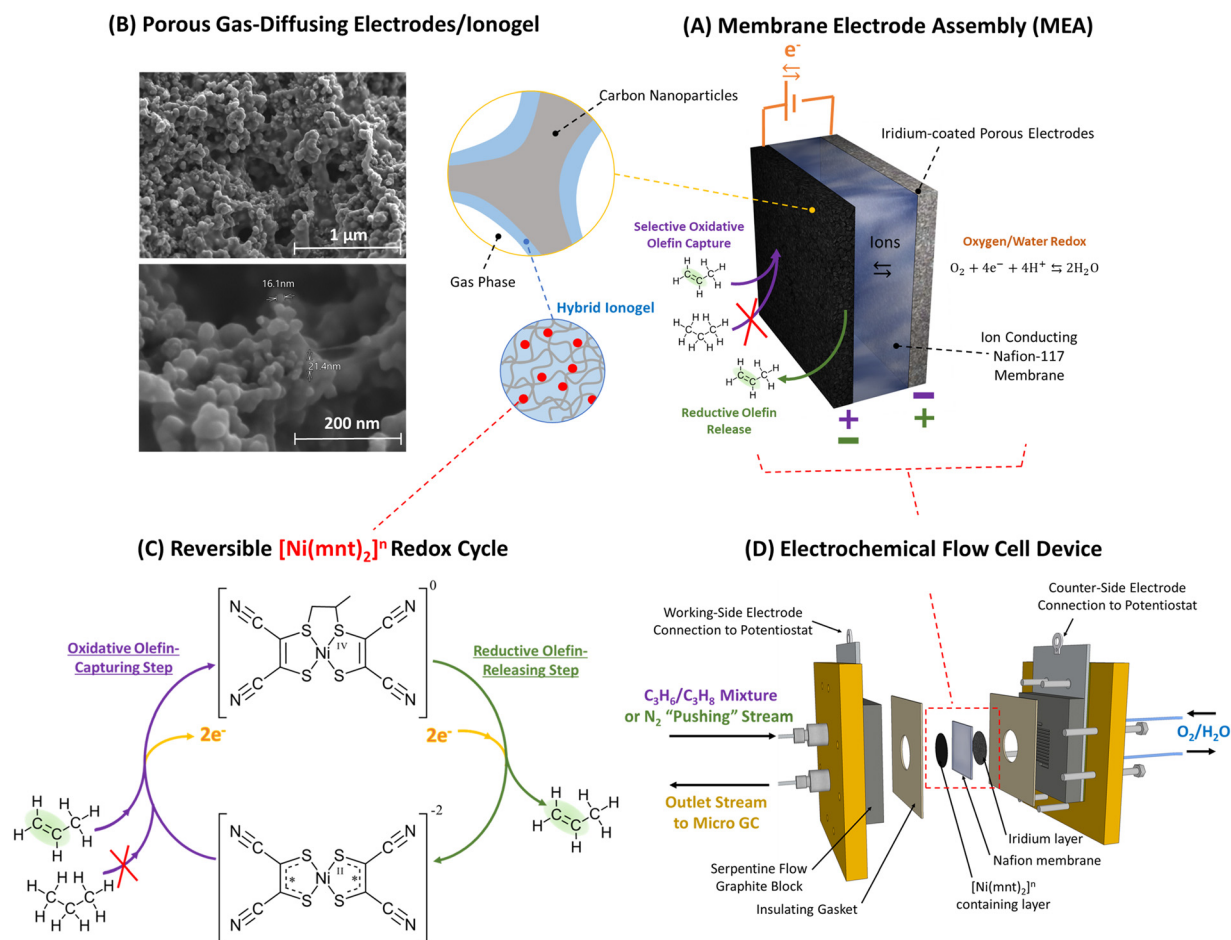 (B) Porous Gas-Diffusing Electrodes/Ionogel
1 µm
16.1nm
21.4nm
200 nm
Carbon Nanoparticles
Gas Phase
Hybrid Ionogel
(A) Membrane Electrode Assembly (MEA)
e⁻
Iridium-coated Porous Electrodes
Selective Oxidative
Olefin Capture
H
H
H
H
H
C
C
C
H
H
H
H
H
H
H
H
H
C
C
C
H
H
H
H
H
H
C
C
C
Reductive Olefin
Release
Ions
Oxygen/Water Redox
O₂ + 4e⁻ + 4H⁺ ⇆ 2H₂O
Ion Conducting
Nafion-117
Membrane
+
−
−
+
(C) Reversible [Ni(mnt)₂]ⁿ Redox Cycle
Oxidative Olefin-
Capturing Step
Reductive Olefin-
Releasing Step
0
N
C
C
N
S
S
Ni
IV
S
S
N
C
C
N
2e⁻
2e⁻
-2
N
C
C
N
S
S
Ni
II
*
*
S
S
N
C
C
N
H
H
H
H
H
H
C
C
C
H
H
H
H
H
H
H
H
C
C
C
H
H
H
H
H
H
C
C
C
(D) Electrochemical Flow Cell Device
Working-Side Electrode
Connection to Potentiostat
Counter-Side Electrode
Connection to Potentiostat
C₃H₆/C₃H₈ Mixture
or N₂ “Pushing” Stream
Outlet Stream
to Micro GC
O₂/H₂O
Serpentine Flow
Graphite Block
Insulating Gasket
[Ni(mnt)₂]ⁿ
containing layer
Nafion membrane
Iridium layer